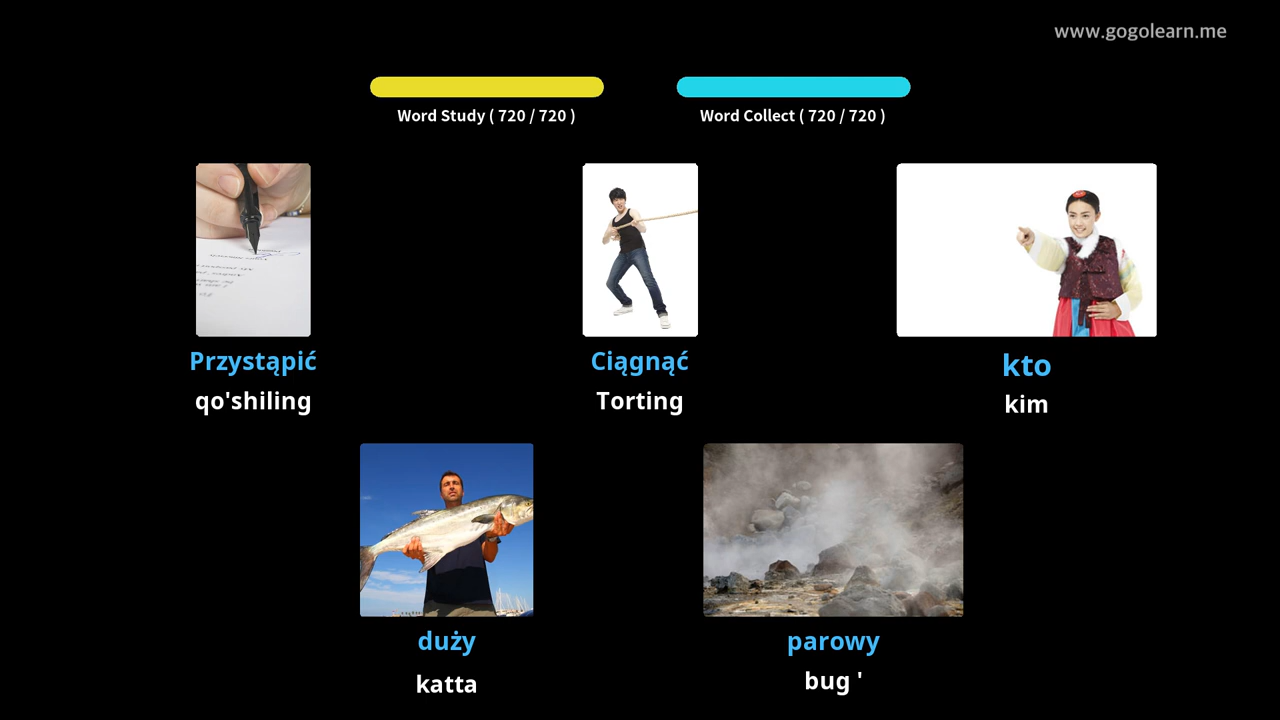 www.gogolearn.me
Word Study ( 720 / 720 )
Word Collect ( 720 / 720 )
Przystąpić
qo'shiling
Ciągnąć
Torting
kto
kim
duży
katta
parowy
bug '